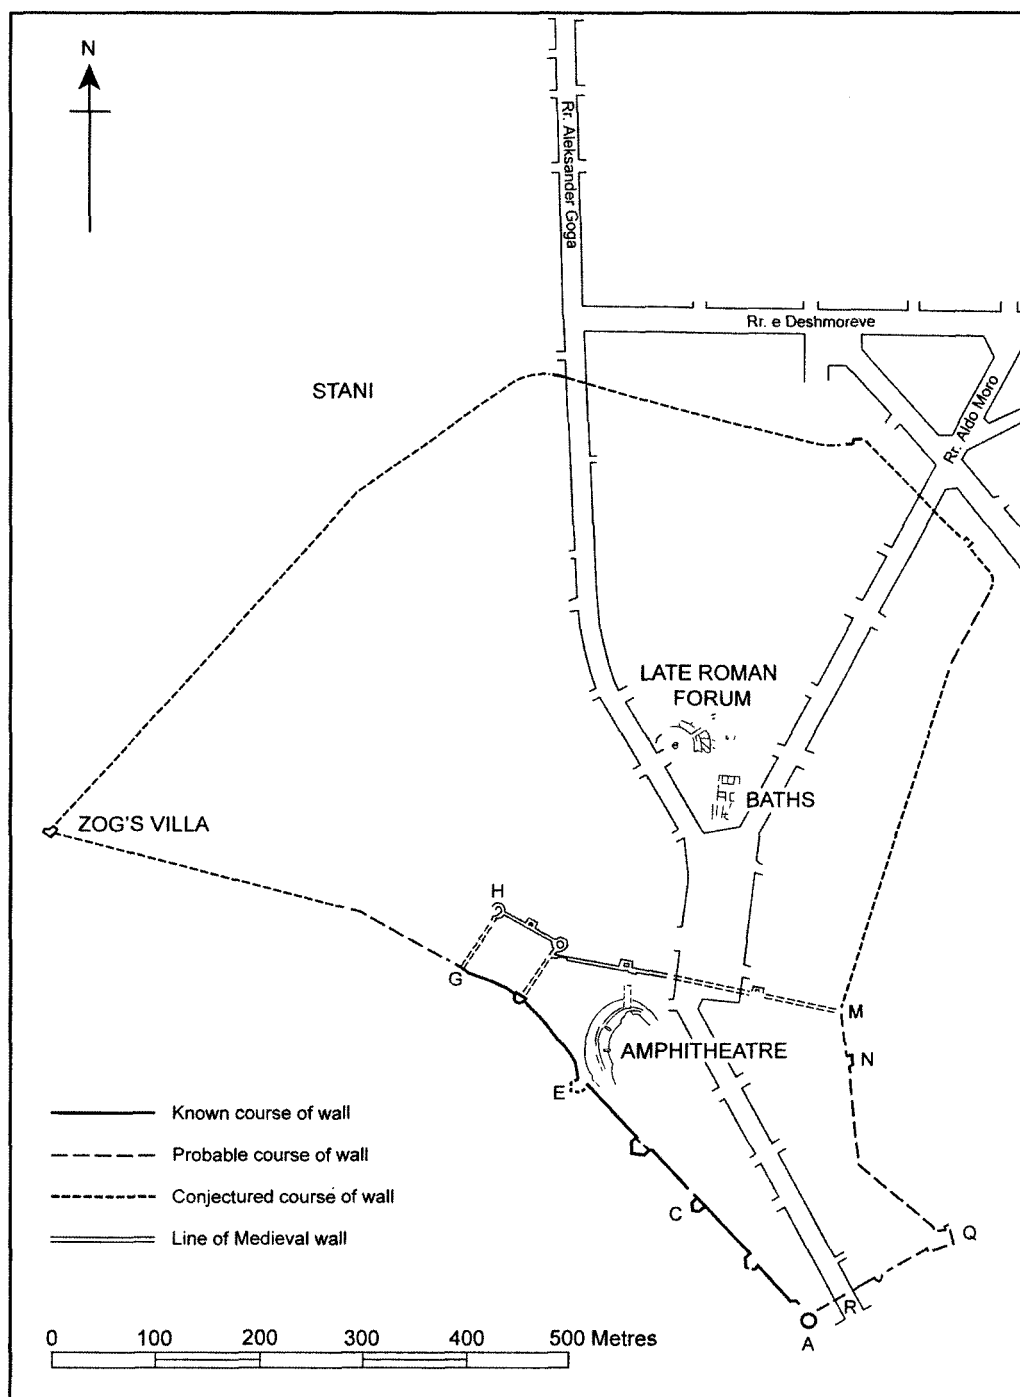 N
Rr. Aleksander Goga
Rr. e Deshmoreve
STANI
Rr. Aldo Moro
LATE ROMAN
FORUM
e
BATHS
ZOG'S VILLA
H
G
M
AMPHITHEATRE
N
E
Known course of wall
Probable course of wall
Conjectured course of wall
C
Q
Line of Medieval wall
R
A
0 100 200 300 400 500 Metres